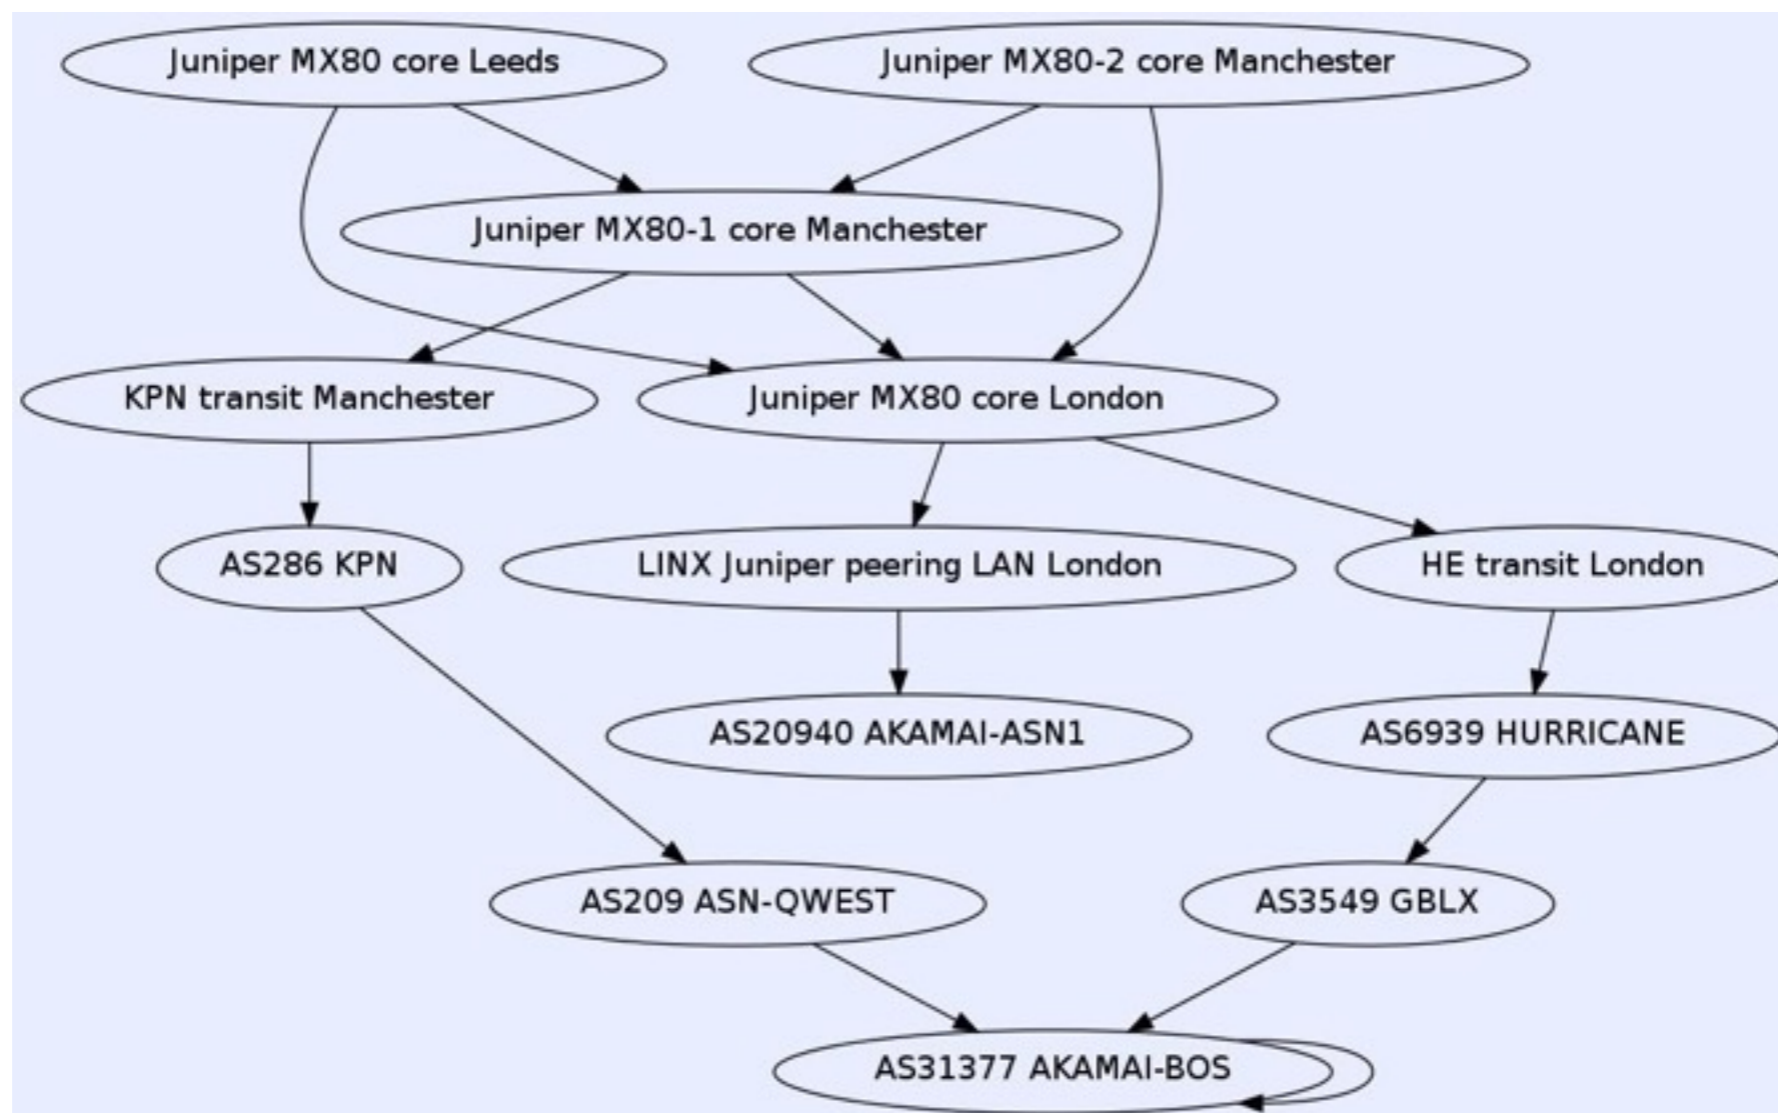 Juniper MX80 core Leeds
Juniper MX80-2 core Manchester
Juniper MX80-1 core Manchester
KPN transit Manchester
Juniper MX80 core London
AS286 KPN
LINX Juniper peering LAN London
HE transit London
AS20940 AKAMAI-ASN1
AS6939 HURRICANE
AS209 ASN-QWEST
AS3549 GBLX
AS31377 AKAMAI-BOS